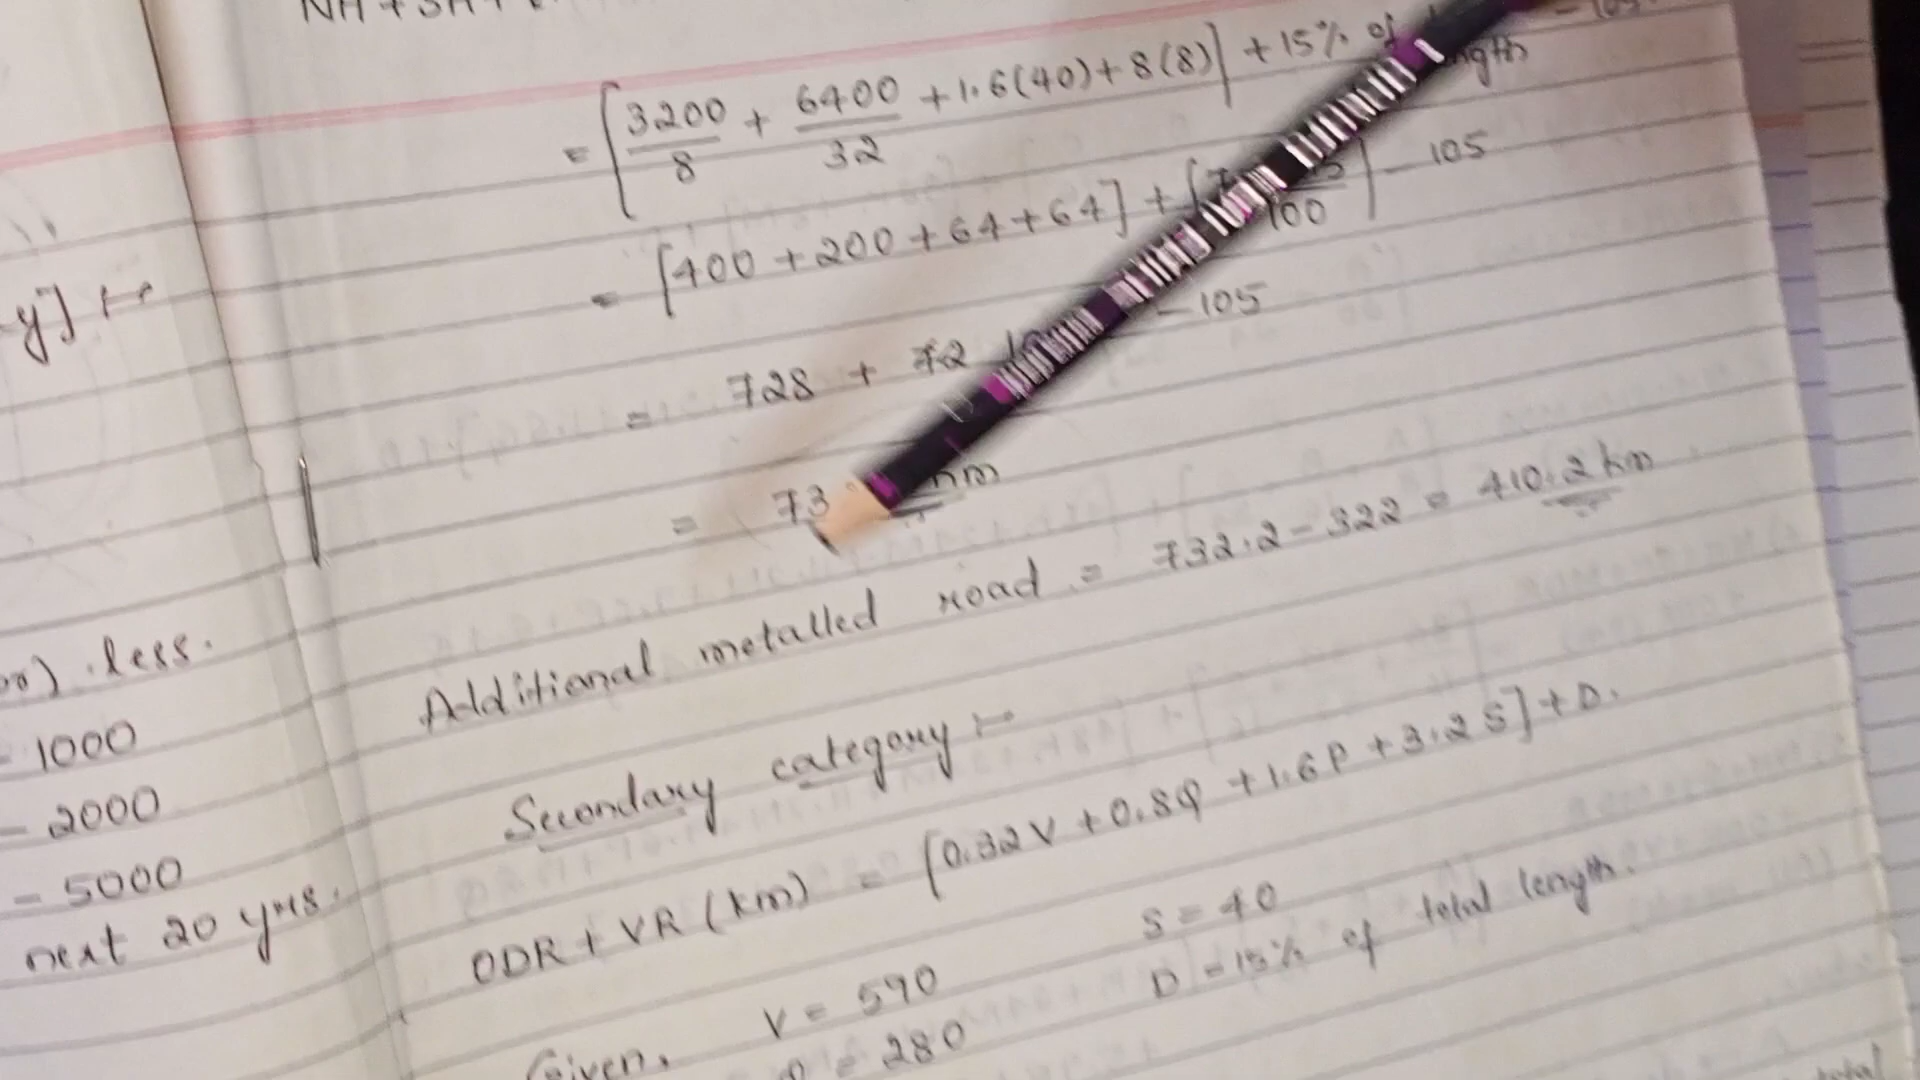 = [3200/8 + 6400/32 + 1.6(40) + 8(8)] + 15% of
= [400 + 200 + 64 + 64] + [ 100 ] - 105
= 728 + - 105
= 73 km
Additional metalled road = 732.2 - 322 = 410.2 km
Secondary category :-
ODR + VR (km) = [0.32V + 0.8Q + 1.6P + 3.2S] + D.
Given, V = 590 S = 40
= 280 D = 15% of total length.
less.
- 1000
- 2000
- 5000
next 20 yrs.
total